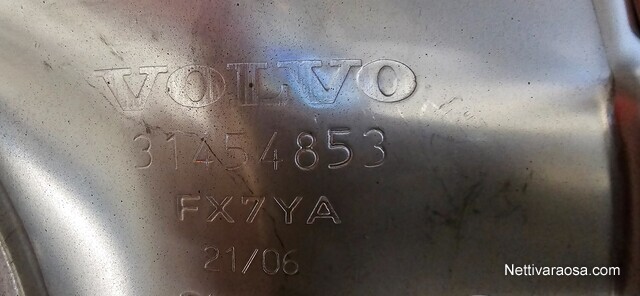 VOLVO
31454853
FX7YA
21/06
Nettivaraosa.com